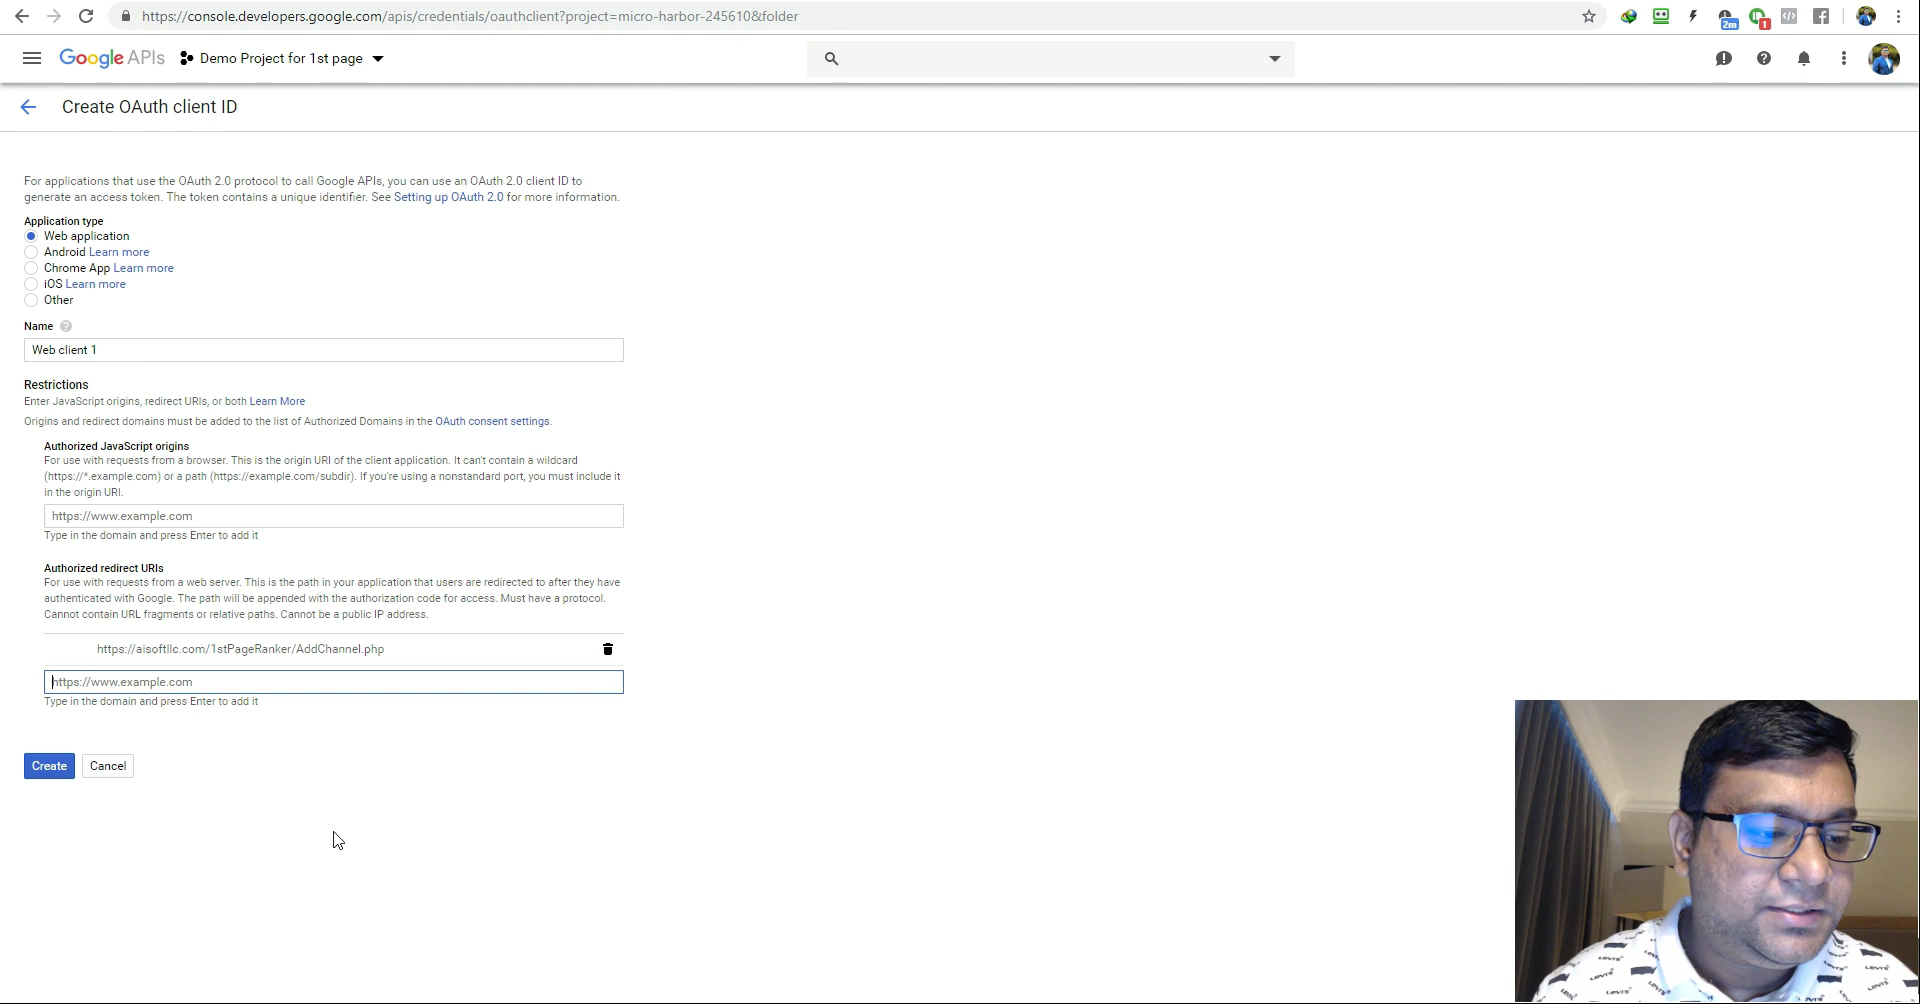 https://console.developers.google.com/apis/credentials/oauthclient?project=micro-harbor-245610&folder
2m
1
Google APIs
Demo Project for 1st page
Create OAuth client ID
For applications that use the OAuth 2.0 protocol to call Google APIs, you can use an OAuth 2.0 client ID to
generate an access token. The token contains a unique identifier. See Setting up OAuth 2.0 for more information.
Application type
Web application
Android Learn more
Chrome App Learn more
iOS Learn more
Other
Name ?
Web client 1
Restrictions
Enter JavaScript origins, redirect URIs, or both Learn More
Origins and redirect domains must be added to the list of Authorized Domains in the OAuth consent settings.
Authorized JavaScript origins
For use with requests from a browser. This is the origin URI of the client application. It can't contain a wildcard
(https://*.example.com) or a path (https://example.com/subdir). If you're using a nonstandard port, you must include it
in the origin URI.
https://www.example.com
Type in the domain and press Enter to add it
Authorized redirect URIs
For use with requests from a web server. This is the path in your application that users are redirected to after they have
authenticated with Google. The path will be appended with the authorization code for access. Must have a protocol.
Cannot contain URL fragments or relative paths. Cannot be a public IP address.
https://aisoftllc.com/1stPageRanker/AddChannel.php
https://www.example.com
Type in the domain and press Enter to add it
Create Cancel
LEVI'S